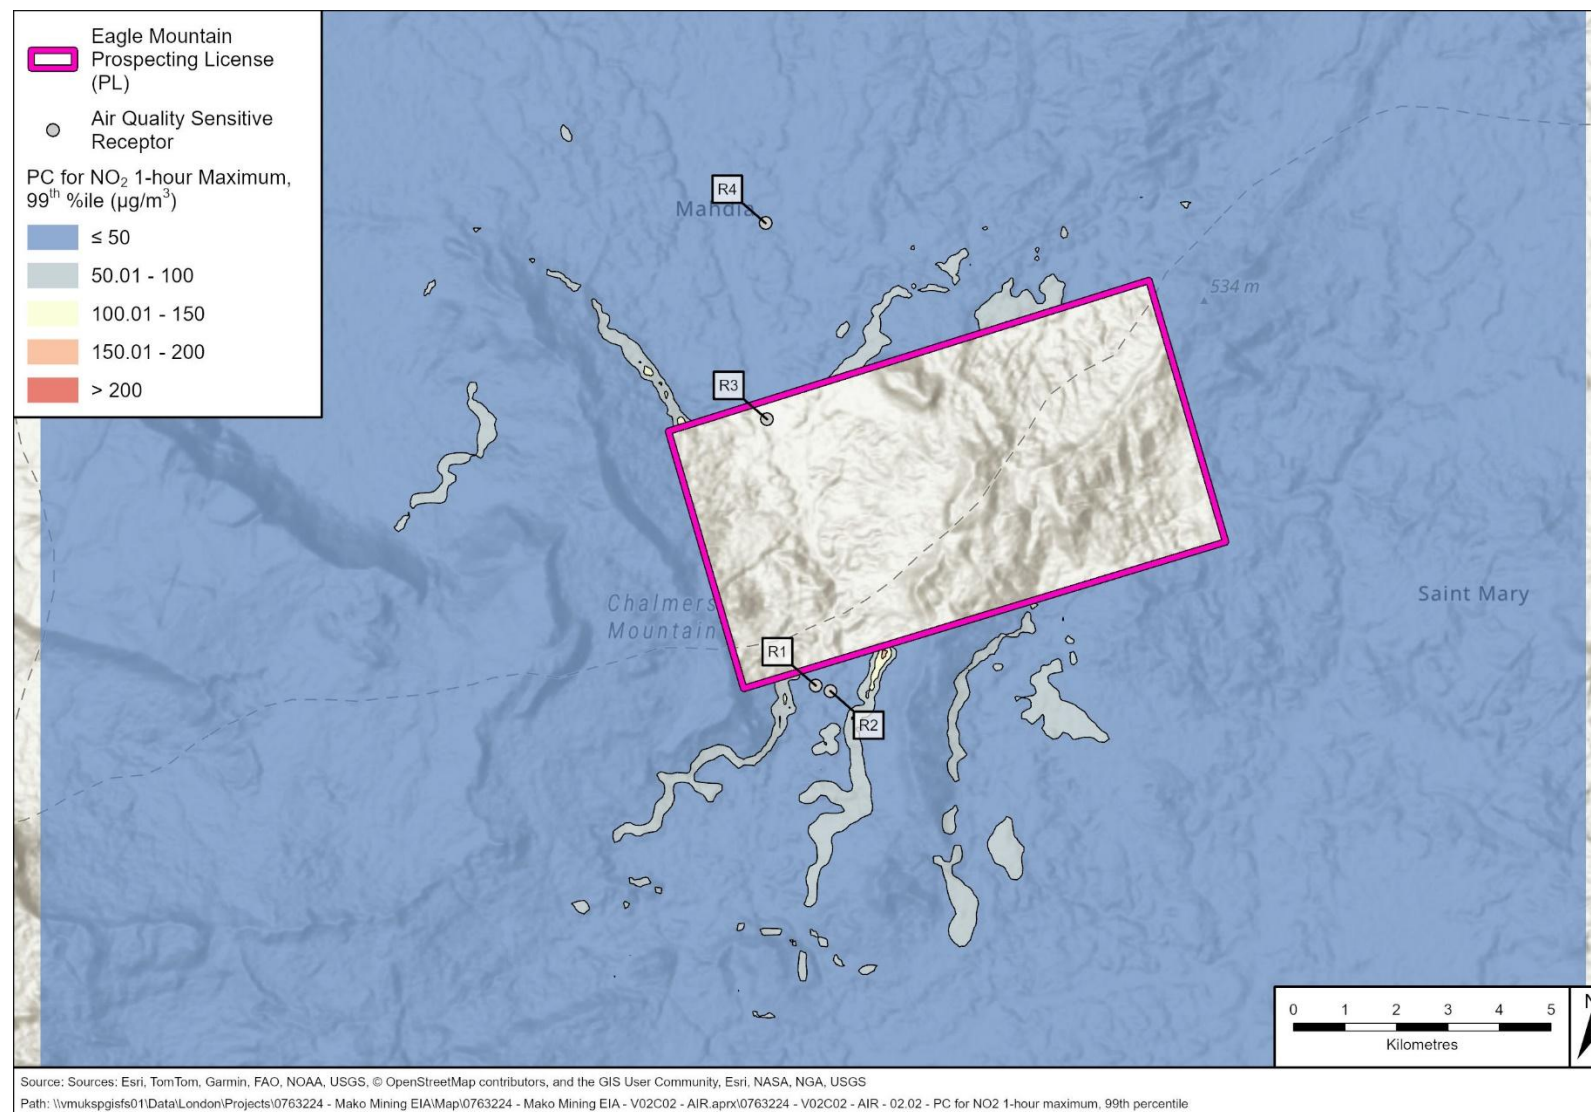 Eagle Mountain
Prospecting License
(PL)
Air Quality Sensitive
Receptor
PC for NO₂ 1-hour Maximum,
99th %ile (µg/m³)
≤ 50
50.01 - 100
100.01 - 150
150.01 - 200
> 200
R4
Mahdia
534 m
R3
Chalmers
Mountain
Saint Mary
R1
R2
N
0 1 2 3 4 5
Kilometres
Source: Sources: Esri, TomTom, Garmin, FAO, NOAA, USGS, © OpenStreetMap contributors, and the GIS User Community, Esri, NASA, NGA, USGS
Path: \\vmukspgisfs01\Data\London\Projects\0763224 - Mako Mining EIA\Map\0763224 - Mako Mining EIA - V02C02 - AIR.aprx\0763224 - V02C02 - AIR - 02.02 - PC for NO2 1-hour maximum, 99th percentile